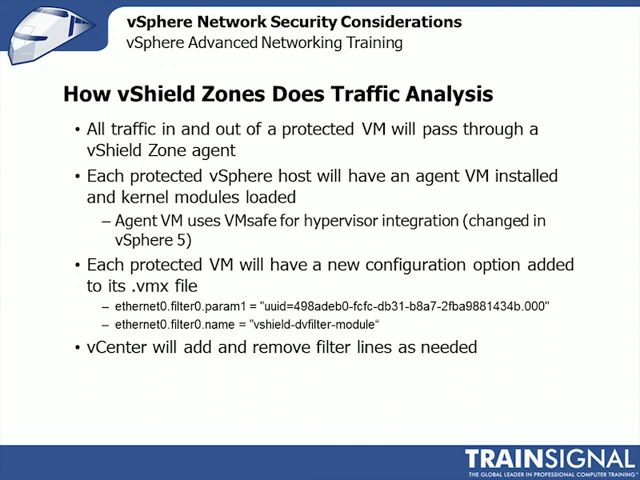 vSphere Network Security Considerations
vSphere Advanced Networking Training
How vShield Zones Does Traffic Analysis
• All traffic in and out of a protected VM will pass through a
vShield Zone agent
• Each protected vSphere host will have an agent VM installed
and kernel modules loaded
– Agent VM uses VMsafe for hypervisor integration (changed in
vSphere 5)
• Each protected VM will have a new configuration option added
to its .vmx file
– ethernet0.filter0.param1 = "uuid=498adeb0-fcfc-db31-b8a7-2fba9881434b.000"
– ethernet0.filter0.name = "vshield-dvfilter-module“
• vCenter will add and remove filter lines as needed
TRAINSIGNAL
THE GLOBAL LEADER IN PROFESSIONAL COMPUTER TRAINING